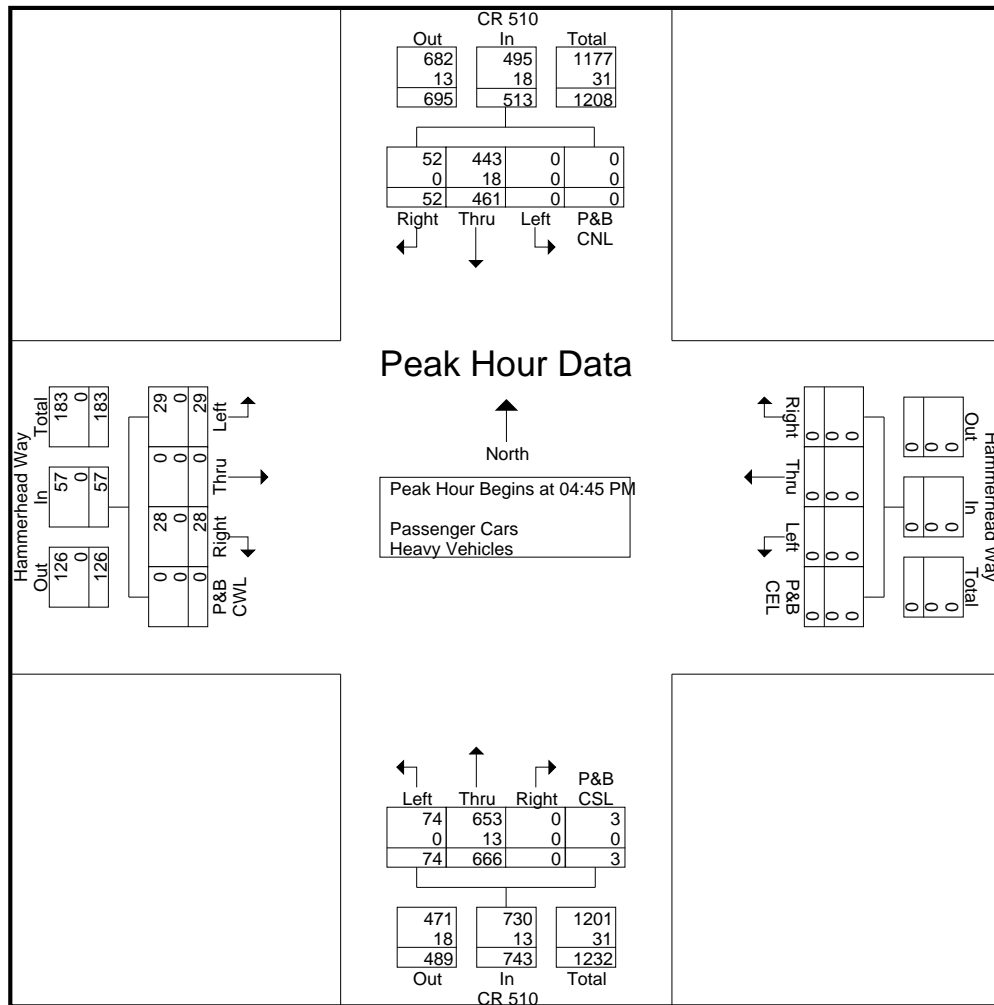 CR 510
Out In Total
682 495 1177
13 18 31
695 513 1208
52 443 0 0
0 18 0 0
52 461 0 0
Right Thru Left P&B
CNL
Peak Hour Data
North
Peak Hour Begins at 04:45 PM
Passenger Cars
Heavy Vehicles
Hammerhead Way
Out In Total
126 57 183
0 0 0
126 57 183
P&B CWL Right Thru Left
0 28 0 29
0 0 0
0 28 0 29
Hammerhead Way
Out In Total
0 0 0
0 0 0
0 0 0
Right Thru Left P&B
CEL
0 0 0 0
0 0 0 0
0 0 0 0
P&B
Left Thru Right CSL
74 653 0 3
0 13 0 0
74 666 0 3
471 730 1201
18 13 31
489 743 1232
Out In Total
CR 510